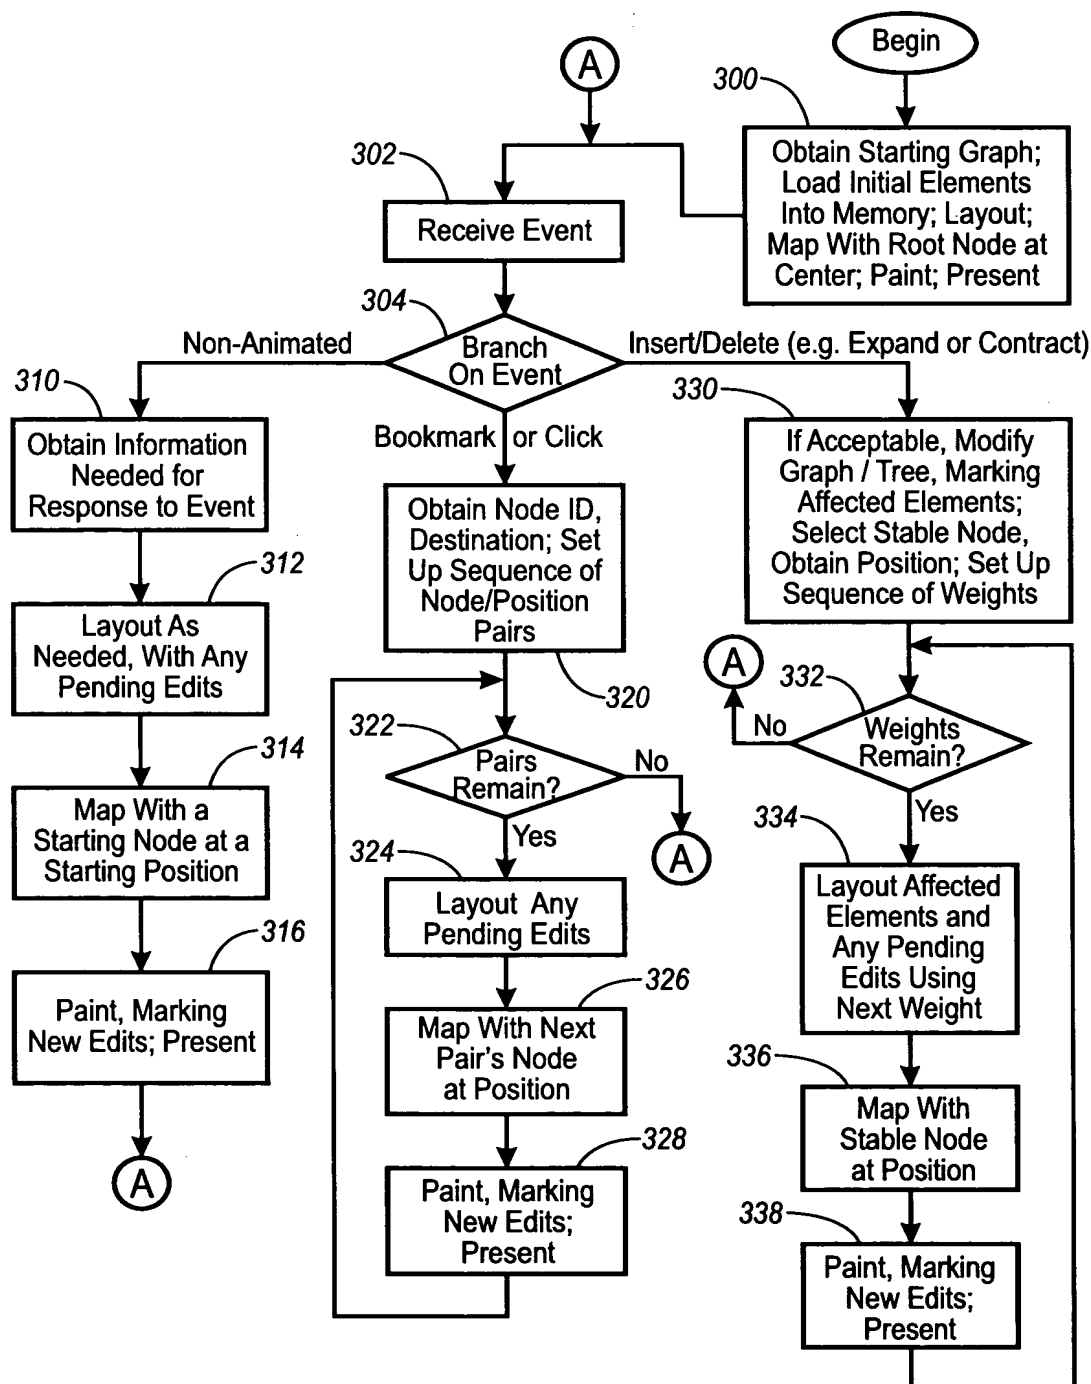 Begin
A
300
Obtain Starting Graph;
Load Initial Elements
Into Memory; Layout;
Map With Root Node at
Center; Paint; Present
302
Receive Event
304
Branch
On Event
Non-Animated
Insert/Delete (e.g. Expand or Contract)
Bookmark or Click
310
Obtain Information
Needed for
Response to Event
312
Layout As
Needed, With Any
Pending Edits
314
Map With a
Starting Node at a
Starting Position
316
Paint, Marking
New Edits; Present
A
Obtain Node ID,
Destination; Set
Up Sequence of
Node/Position
Pairs
320
322
Pairs
Remain?
No
A
Yes
324
Layout Any
Pending Edits
326
Map With Next
Pair's Node
at Position
328
Paint, Marking
New Edits;
Present
330
If Acceptable, Modify
Graph / Tree, Marking
Affected Elements;
Select Stable Node,
Obtain Position; Set Up
Sequence of Weights
332
Weights
Remain?
No
A
Yes
334
Layout Affected
Elements and
Any Pending
Edits Using
Next Weight
336
Map With
Stable Node
at Position
338
Paint, Marking
New Edits;
Present